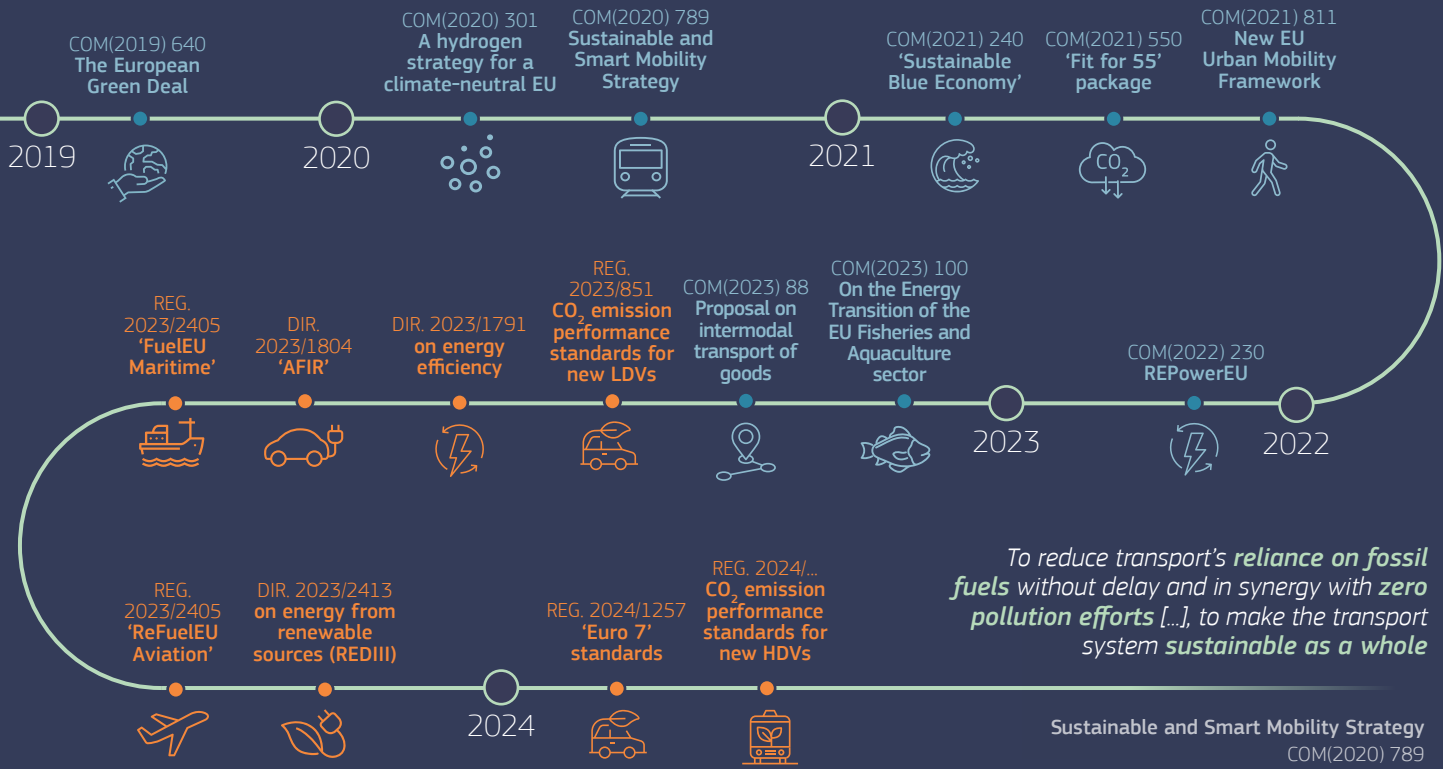 COM(2019) 640
The European
Green Deal
COM(2020) 301
A hydrogen
strategy for a
climate-neutral EU
COM(2020) 789
Sustainable and
Smart Mobility
Strategy
COM(2021) 240
‘Sustainable
Blue Economy’
COM(2021) 550
‘Fit for 55’
package
COM(2021) 811
New EU
Urban Mobility
Framework
2019
2020
2021
CO₂
REG.
2023/2405
‘FuelEU
Maritime’
DIR.
2023/1804
‘AFIR’
DIR. 2023/1791
on energy
efficiency
REG.
2023/851
CO₂ emission
performance
standards for
new LDVs
COM(2023) 88
Proposal on
intermodal
transport of
goods
COM(2023) 100
On the Energy
Transition of the
EU Fisheries and
Aquaculture
sector
COM(2022) 230
REPowerEU
2023
2022
REG.
2023/2405
‘ReFuelEU
Aviation’
DIR. 2023/2413
on energy from
renewable
sources (REDIII)
REG. 2024/1257
‘Euro 7’
standards
REG. 2024/...
CO₂ emission
performance
standards for
new HDVs
2024
To reduce transport’s reliance on fossil
fuels without delay and in synergy with zero
pollution efforts [...], to make the transport
system sustainable as a whole
Sustainable and Smart Mobility Strategy
COM(2020) 789